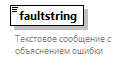 faultstring
Текстовое сообщение с
объяснением ошибки